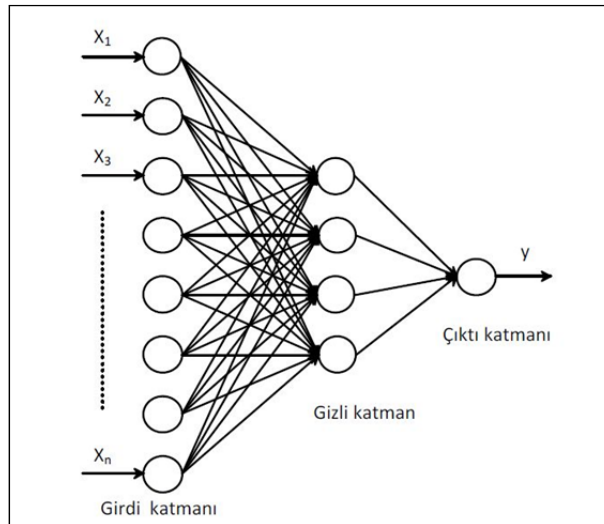 X1
X2
X3
y
Çıktı katmanı
Gizli katman
Xn
Girdi katmanı